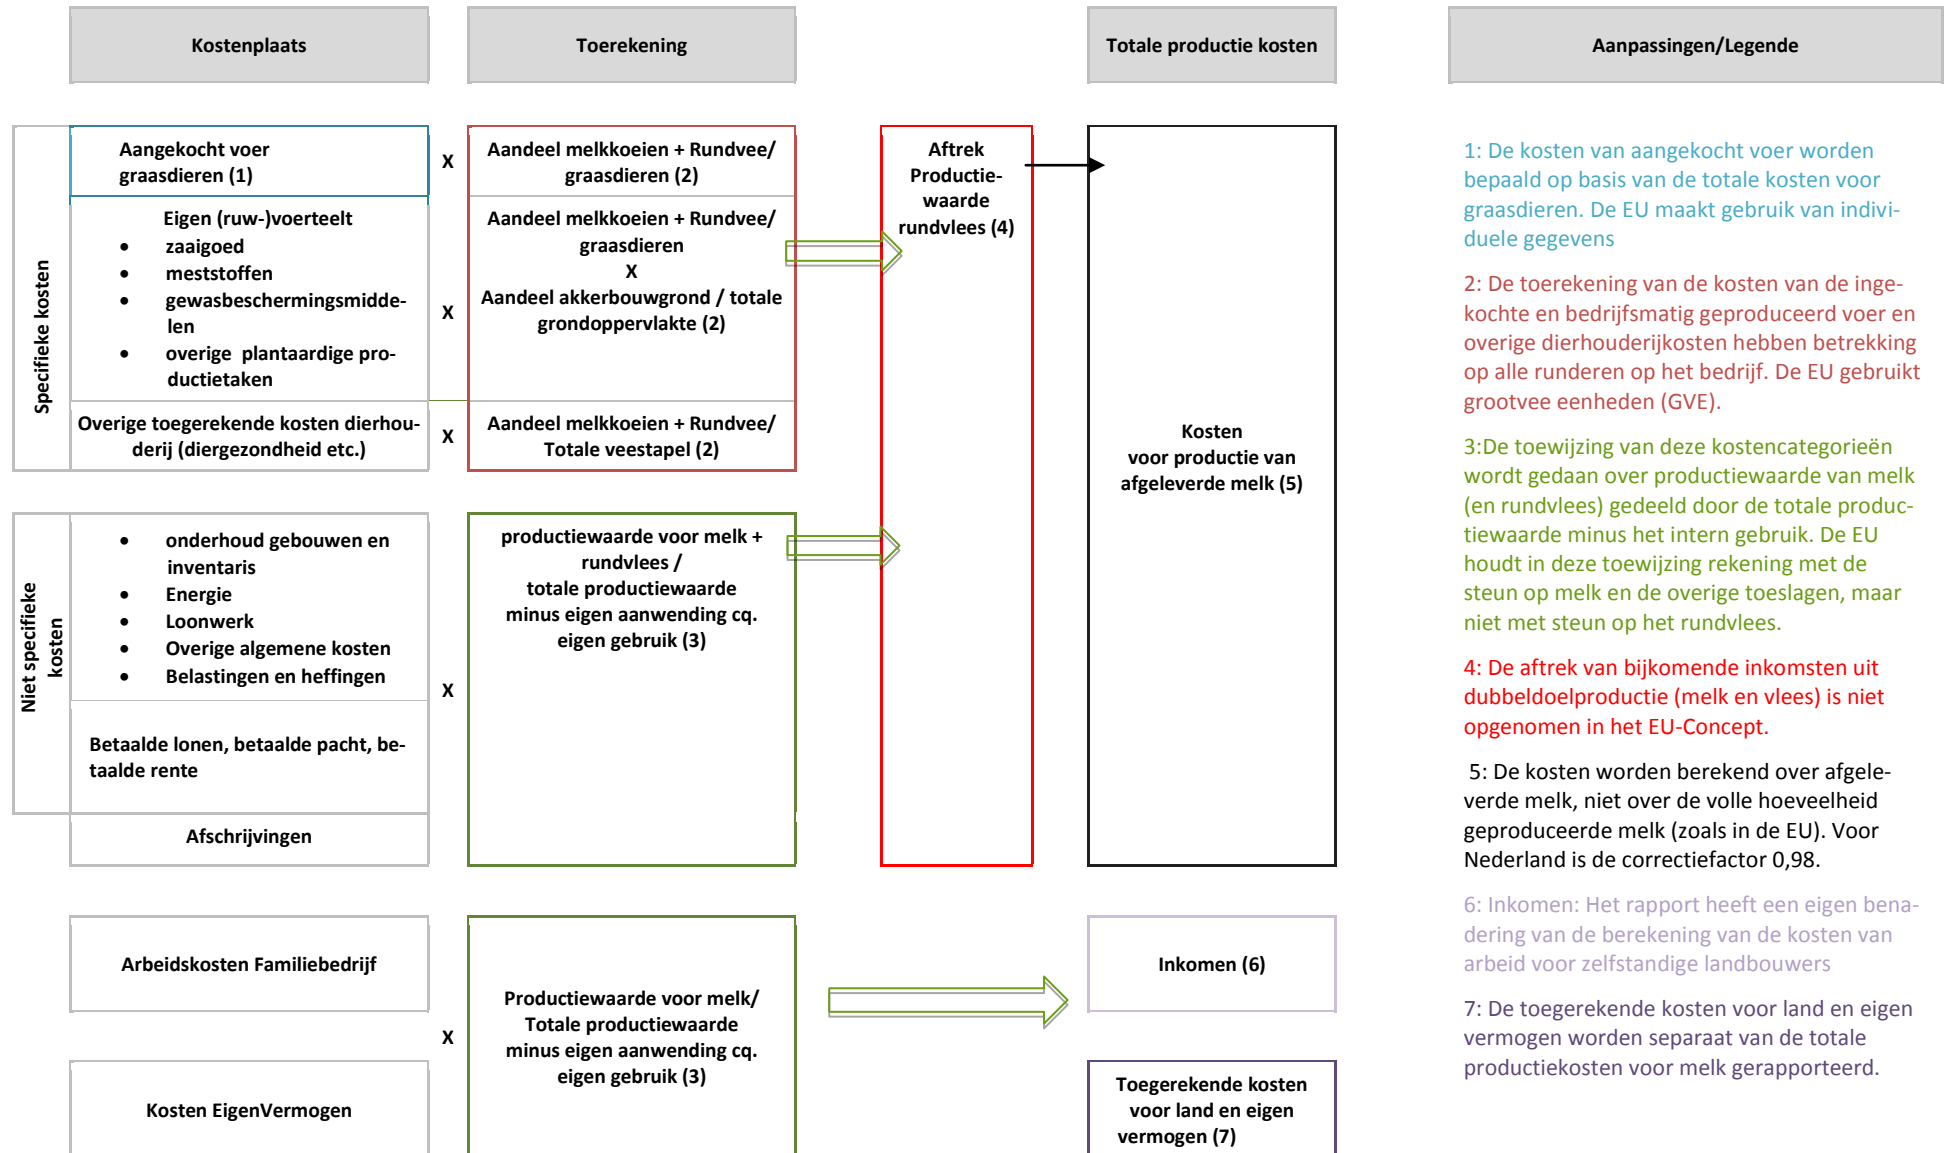 Kostenplaats
Toerekening
Totale productie kosten
Aanpassingen/Legende
Specifieke kosten
Aangekocht voer
graasdieren (1)
X
Aandeel melkkoeien + Rundvee/
graasdieren (2)
Eigen (ruw-)voerteelt
• zaaigoed
• meststoffen
• gewasbeschermingsmidde-
len
• overige plantaardige pro-
ductietaken
X
Aandeel melkkoeien + Rundvee/
graasdieren
X
Aandeel akkerbouwgrond / totale
grondoppervlakte (2)
Overige toegerekende kosten dierhou-
derij (diergezondheid etc.)
X
Aandeel melkkoeien + Rundvee/
Totale veestapel (2)
Niet specifieke
kosten
• onderhoud gebouwen en
inventaris
• Energie
• Loonwerk
• Overige algemene kosten
• Belastingen en heffingen
Betaalde lonen, betaalde pacht, be-
taalde rente
Afschrijvingen
X
productiewaarde voor melk +
rundvlees /
totale productiewaarde
minus eigen aanwending cq.
eigen gebruik (3)
Aftrek
Productie-
waarde
rundvlees (4)
Kosten
voor productie van
afgeleverde melk (5)
Arbeidskosten Familiebedrijf
Kosten EigenVermogen
X
Productiewaarde voor melk/
Totale productiewaarde
minus eigen aanwending cq.
eigen gebruik (3)
Inkomen (6)
Toegerekende kosten
voor land en eigen
vermogen (7)
1: De kosten van aangekocht voer worden
bepaald op basis van de totale kosten voor
graasdieren. De EU maakt gebruik van indivi-
duele gegevens
2: De toerekening van de kosten van de inge-
kochte en bedrijfsmatig geproduceerd voer en
overige dierhouderijkosten hebben betrekking
op alle runderen op het bedrijf. De EU gebruikt
grootvee eenheden (GVE).
3:De toewijzing van deze kostencategorieën
wordt gedaan over productiewaarde van melk
(en rundvlees) gedeeld door de totale produc-
tiewaarde minus het intern gebruik. De EU
houdt in deze toewijzing rekening met de
steun op melk en de overige toeslagen, maar
niet met steun op het rundvlees.
4: De aftrek van bijkomende inkomsten uit
dubbeldoelproductie (melk en vlees) is niet
opgenomen in het EU-Concept.
5: De kosten worden berekend over afgele-
verde melk, niet over de volle hoeveelheid
geproduceerde melk (zoals in de EU). Voor
Nederland is de correctiefactor 0,98.
6: Inkomen: Het rapport heeft een eigen bena-
dering van de berekening van de kosten van
arbeid voor zelfstandige landbouwers
7: De toegerekende kosten voor land en eigen
vermogen worden separaat van de totale
productiekosten voor melk gerapporteerd.